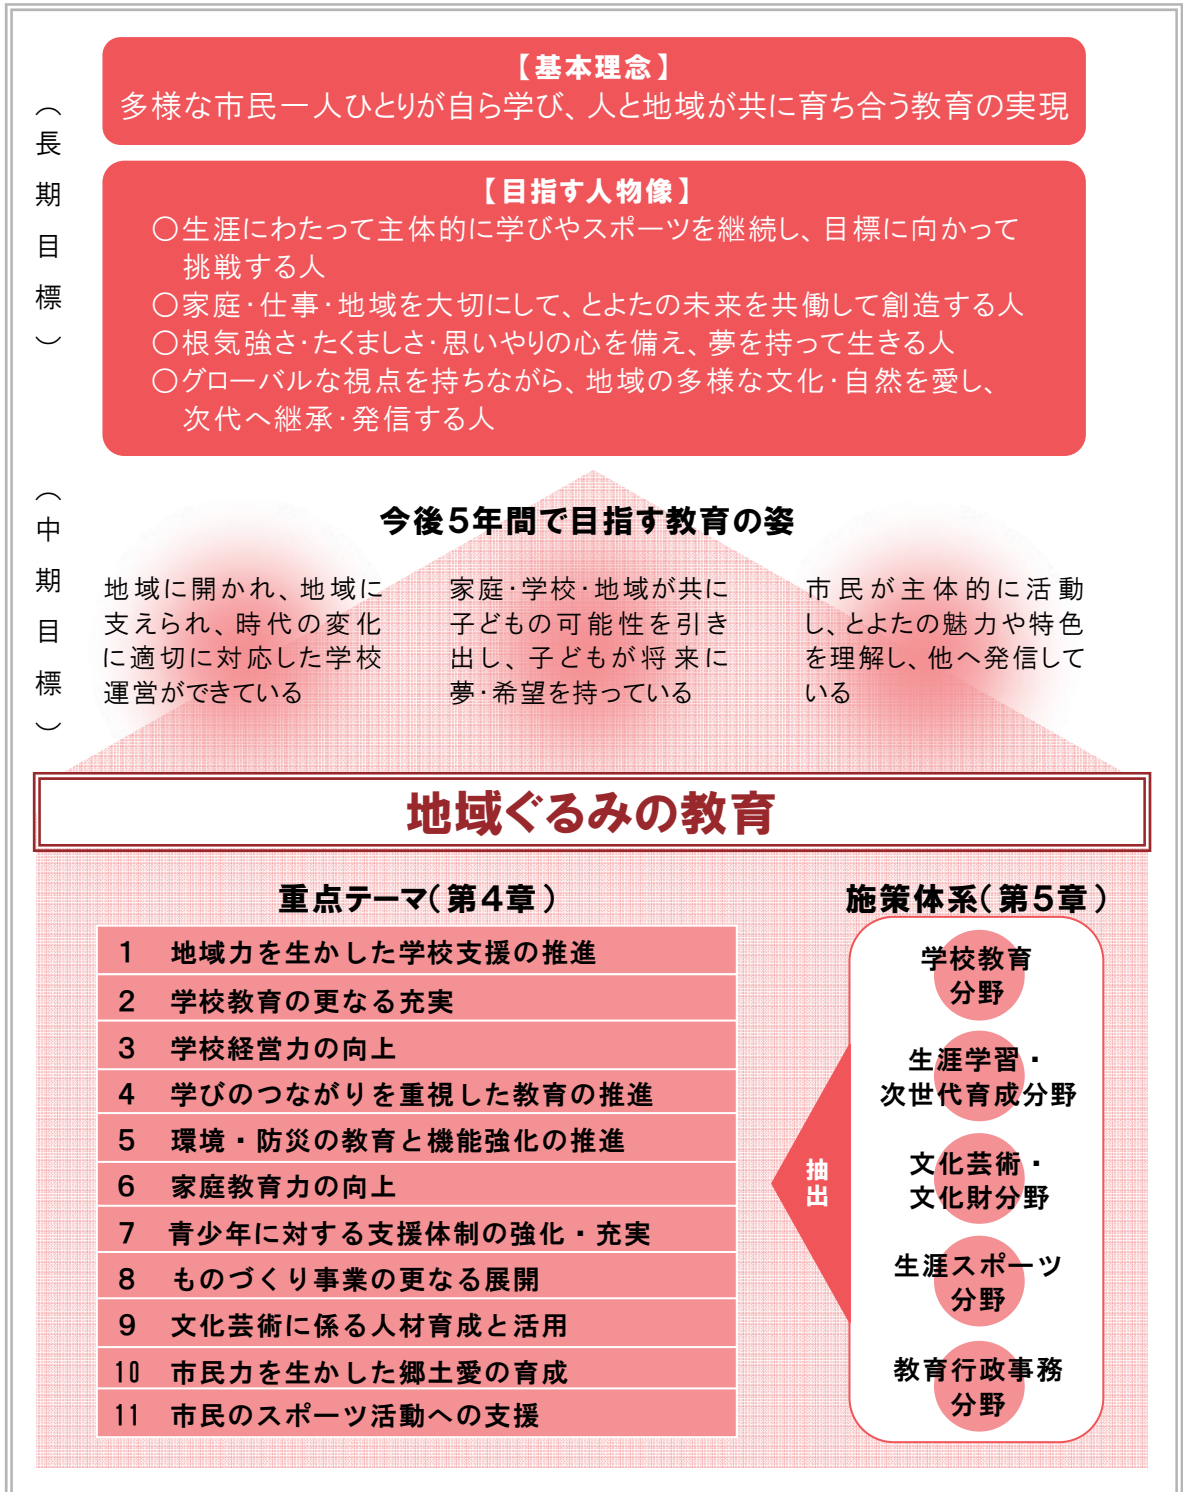 （長期目標）
【基本理念】
多様な市民一人ひとりが自ら学び、人と地域が共に育ち合う教育の実現
【目指す人物像】
○生涯にわたって主体的に学びやスポーツを継続し、目標に向かって
挑戦する人
○家庭・仕事・地域を大切にして、とよたの未来を共働して創造する人
○根気強さ・たくましさ・思いやりの心を備え、夢を持って生きる人
○グローバルな視点を持ちながら、地域の多様な文化・自然を愛し、
次代へ継承・発信する人
（中期目標）
今後5年間で目指す教育の姿
地域に開かれ、地域に
支えられ、時代の変化
に適切に対応した学校
運営ができている
家庭・学校・地域が共に
子どもの可能性を引き
出し、子どもが将来に
夢・希望を持っている
市民が主体的に活動
し、とよたの魅力や特色
を理解し、他へ発信して
いる
地域ぐるみの教育
重点テーマ（第4章）
1 地域力を生かした学校支援の推進
2 学校教育の更なる充実
3 学校経営力の向上
4 学びのつながりを重視した教育の推進
5 環境・防災の教育と機能強化の推進
6 家庭教育力の向上
7 青少年に対する支援体制の強化・充実
8 ものづくり事業の更なる展開
9 文化芸術に係る人材育成と活用
10 市民力を生かした郷土愛の育成
11 市民のスポーツ活動への支援
抽出
施策体系（第5章）
学校教育
分野
生涯学習・
次世代育成分野
文化芸術・
文化財分野
生涯スポーツ
分野
教育行政事務
分野